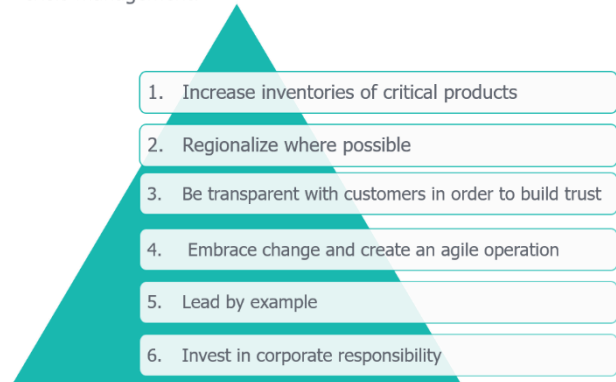 1. Increase inventories of critical products
2. Regionalize where possible
3. Be transparent with customers in order to build trust
4. Embrace change and create an agile operation
5. Lead by example
6. Invest in corporate responsibility